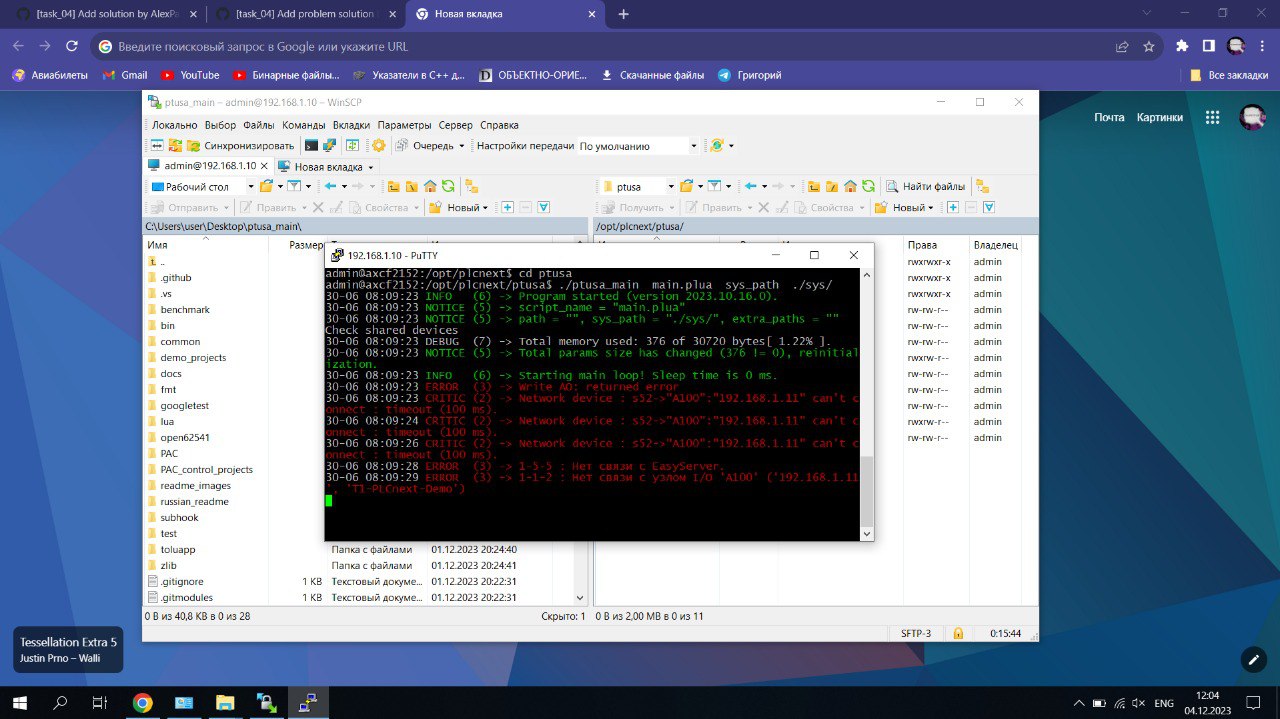 [task_04] Add solution by AlexPa
[task_04] Add problem solution
Новая вкладка
Введите поисковый запрос в Google или укажите URL
Авиабилеты
Gmail
YouTube
Бинарные файлы...
Указатели в C++ д...
ОБЪЕКТНО-ОРИЕ...
Скачанные файлы
Григорий
Все закладки
Почта
Картинки
ptusa_main – admin@192.168.1.10 – WinSCP
Локально Выбор Файлы Команды Вкладки Параметры Сервер Справка
Синхронизировать
Очередь
Настройки передачи По умолчанию
admin@192.168.1.10
Новая вкладка
Рабочий стол
ptusa
Найти файлы
Отправить
Править
Свойства
Новый
Получить
Править
Свойства
Новый
C:\Users\user\Desktop\ptusa_main\
/opt/plcnext/ptusa/
Имя
Размер
Права
Владелец
..
rwxrwxr-x admin
.github
rwxrwxr-x admin
.vs
rwxrwxr-x admin
benchmark
rw-rw-r-- admin
bin
rw-rw-r-- admin
common
rw-rw-r-- admin
demo_projects
rw-rw-r-- admin
docs
rw-rw-r-- admin
fmt
rw-rw-r-- admin
googletest
rw-rw-r-- admin
lua
rwxrw-r-- admin
open62541
rw-rw-r-- admin
PAC
PAC_control_projects
readme_images
russian_readme
subhook
test
toluapp
Папка с файлами
01.12.2023 20:24:40
zlib
Папка с файлами
01.12.2023 20:24:41
.gitignore
1 KB
Текстовый докуме...
01.12.2023 20:22:31
.gitmodules
1 KB
Текстовый докуме...
01.12.2023 20:22:31
192.168.1.10 - PuTTY
admin@axcf2152:/opt/plcnext$ cd ptusa
admin@axcf2152:/opt/plcnext/ptusa$ ./ptusa_main main.plua sys_path ./sys/
30-06 08:09:23 INFO (6) -> Program started (version 2023.10.16.0).
30-06 08:09:23 NOTICE (5) -> script_name = "main.plua"
30-06 08:09:23 NOTICE (5) -> path = "", sys_path = "./sys/", extra_paths = ""
Check shared devices
30-06 08:09:23 DEBUG (7) -> Total memory used: 376 of 30720 bytes[ 1.22% ].
30-06 08:09:23 NOTICE (5) -> Total params size has changed (376 != 0), reinitial
ization.
30-06 08:09:23 INFO (6) -> Starting main loop! Sleep time is 0 ms.
30-06 08:09:23 ERROR (3) -> Write AO: returned error
30-06 08:09:23 CRITIC (2) -> Network device : s52->"A100":"192.168.1.11" can't c
onnect : timeout (100 ms).
30-06 08:09:24 CRITIC (2) -> Network device : s52->"A100":"192.168.1.11" can't c
onnect : timeout (100 ms).
30-06 08:09:26 CRITIC (2) -> Network device : s52->"A100":"192.168.1.11" can't c
onnect : timeout (100 ms).
30-06 08:09:28 ERROR (3) -> 1-5-5 : Нет связи с EasyServer.
30-06 08:09:29 ERROR (3) -> 1-1-2 : Нет связи с узлом I/O 'A100' ('192.168.1.11
', 'T1-PLCnext-Demo')
0 B из 40,8 KB в 0 из 28
Скрыто: 1
0 B из 2,00 MB в 0 из 11
SFTP-3
0:15:44
Tessellation Extra 5
Justin Prno – Walli
ENG
12:04
04.12.2023